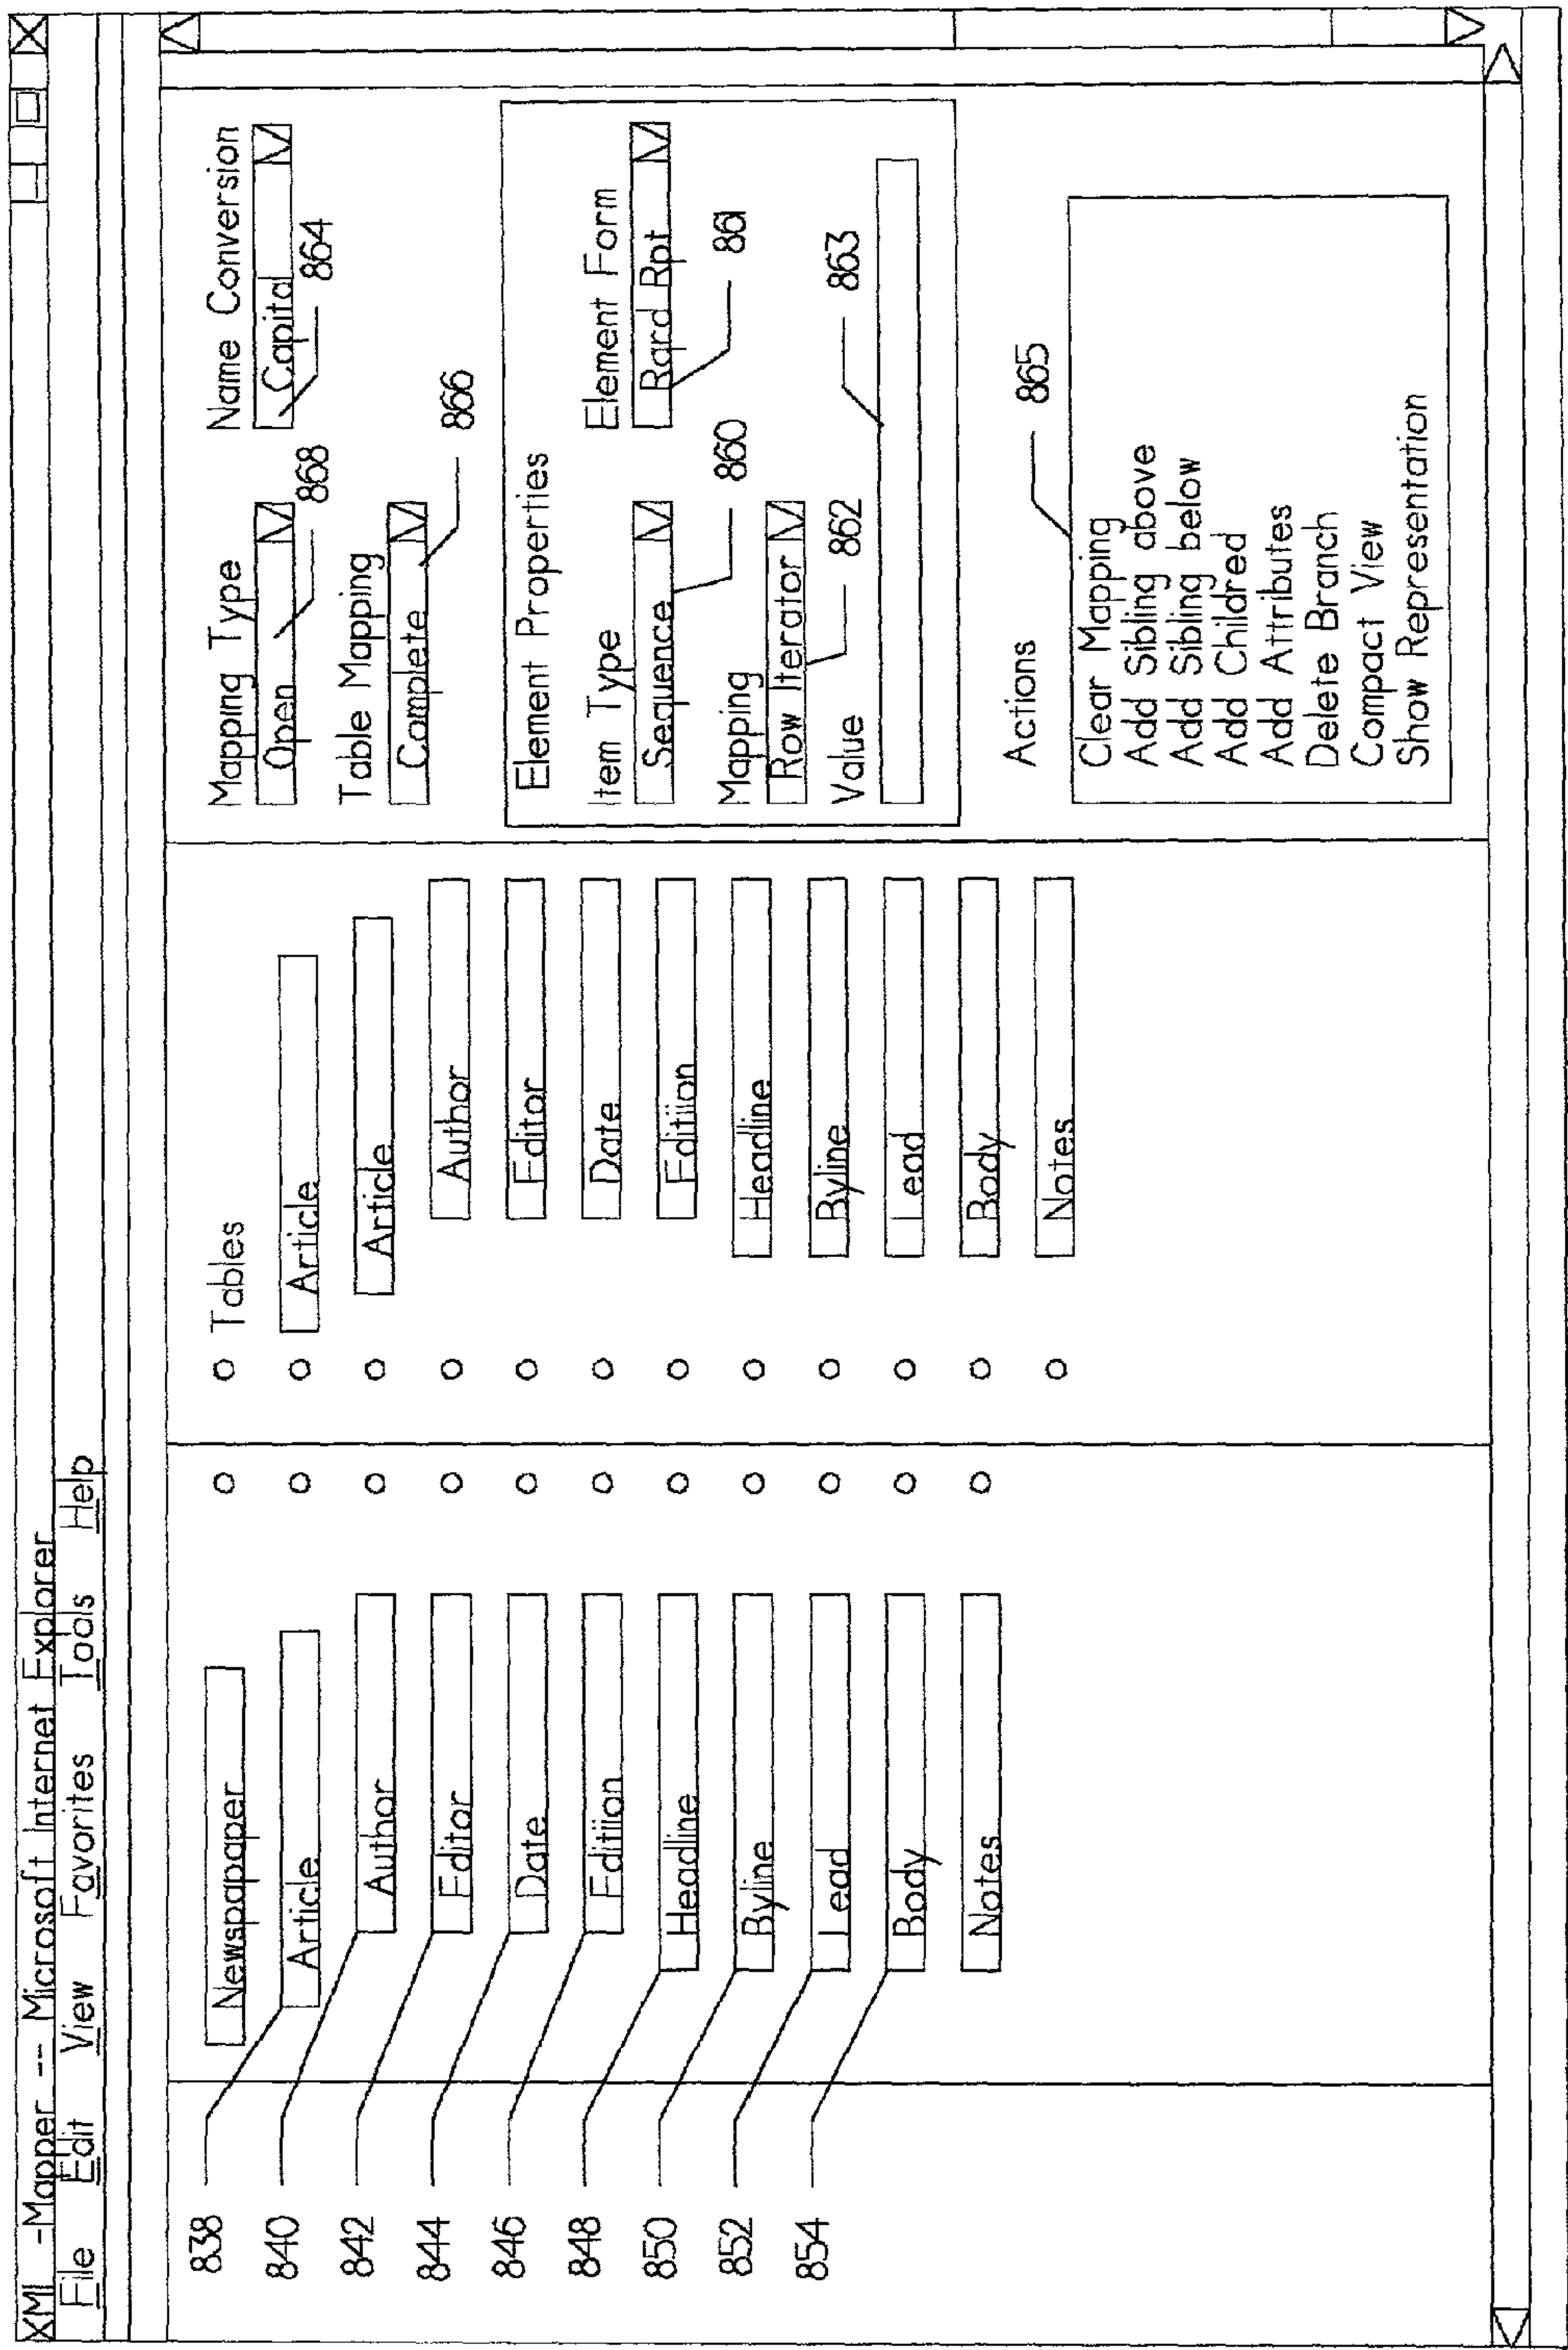 XML -Mapper -- Microsoft Internet Explorer
File Edit View Favorites Tools Help
838
840
842
844
846
848
850
852
854
Newspapaper
Article
Author
Editor
Date
Editiion
Headline
Byline
Lead
Body
Notes
Tables
Article
Article
Author
Editor
Date
Editiion
Headline
Byline
Lead
Body
Notes
Mapping Type
Name Conversion
Open
Capital
868
864
Table Mapping
Complete
866
Element Properties
Item Type
Element Form
Sequence
Rqrd Rpt
860
861
Mapping
Row Iterator
862
863
Value
Actions
865
Clear Mapping
Add Sibling above
Add Sibling below
Add Childred
Add Attributes
Delete Branch
Compact View
Show Representation